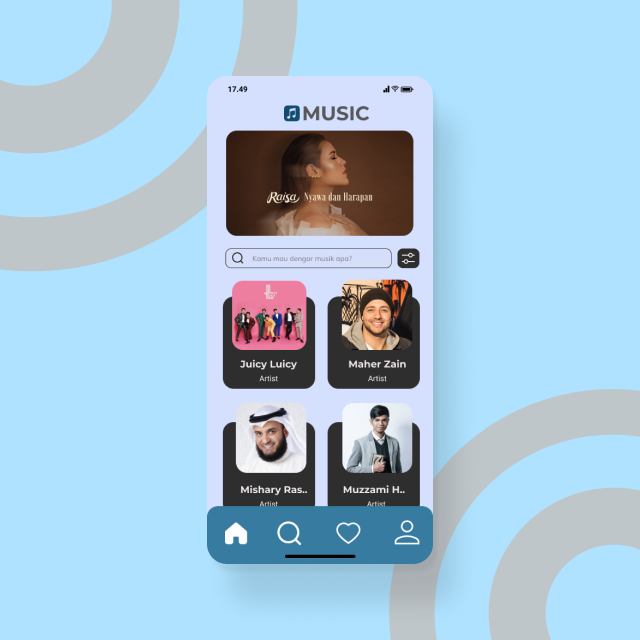 17.49
MUSIC
Raisa Nyawa dan Harapan
Kamu mau dengar musik apa?
Juicy Luicy
Artist
Maher Zain
Artist
Mishary Ras..
Artist
Muzzami H..
Artist